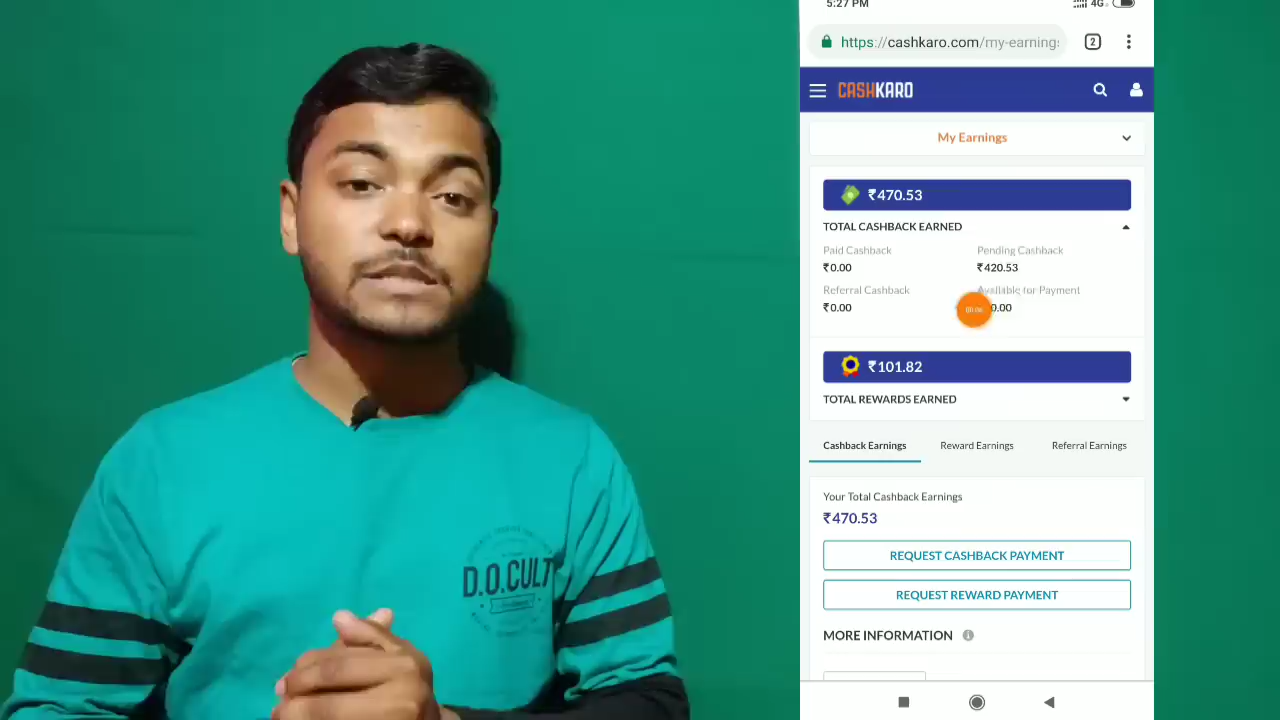 5:27 PM
4G
https://cashkaro.com/my-earning
2
CASHKARO
My Earnings
₹470.53
TOTAL CASHBACK EARNED
Paid Cashback
Pending Cashback
₹0.00
₹420.53
Referral Cashback
Available for Payment
₹0.00
0.00
₹101.82
TOTAL REWARDS EARNED
Cashback Earnings
Reward Earnings
Referral Earnings
Your Total Cashback Earnings
₹470.53
REQUEST CASHBACK PAYMENT
REQUEST REWARD PAYMENT
MORE INFORMATION
D.O.CULT